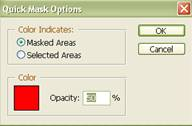 Quick Mask Options
Color Indicates:
Masked Areas
Selected Areas
OK
Cancel
Color
Opacity: %